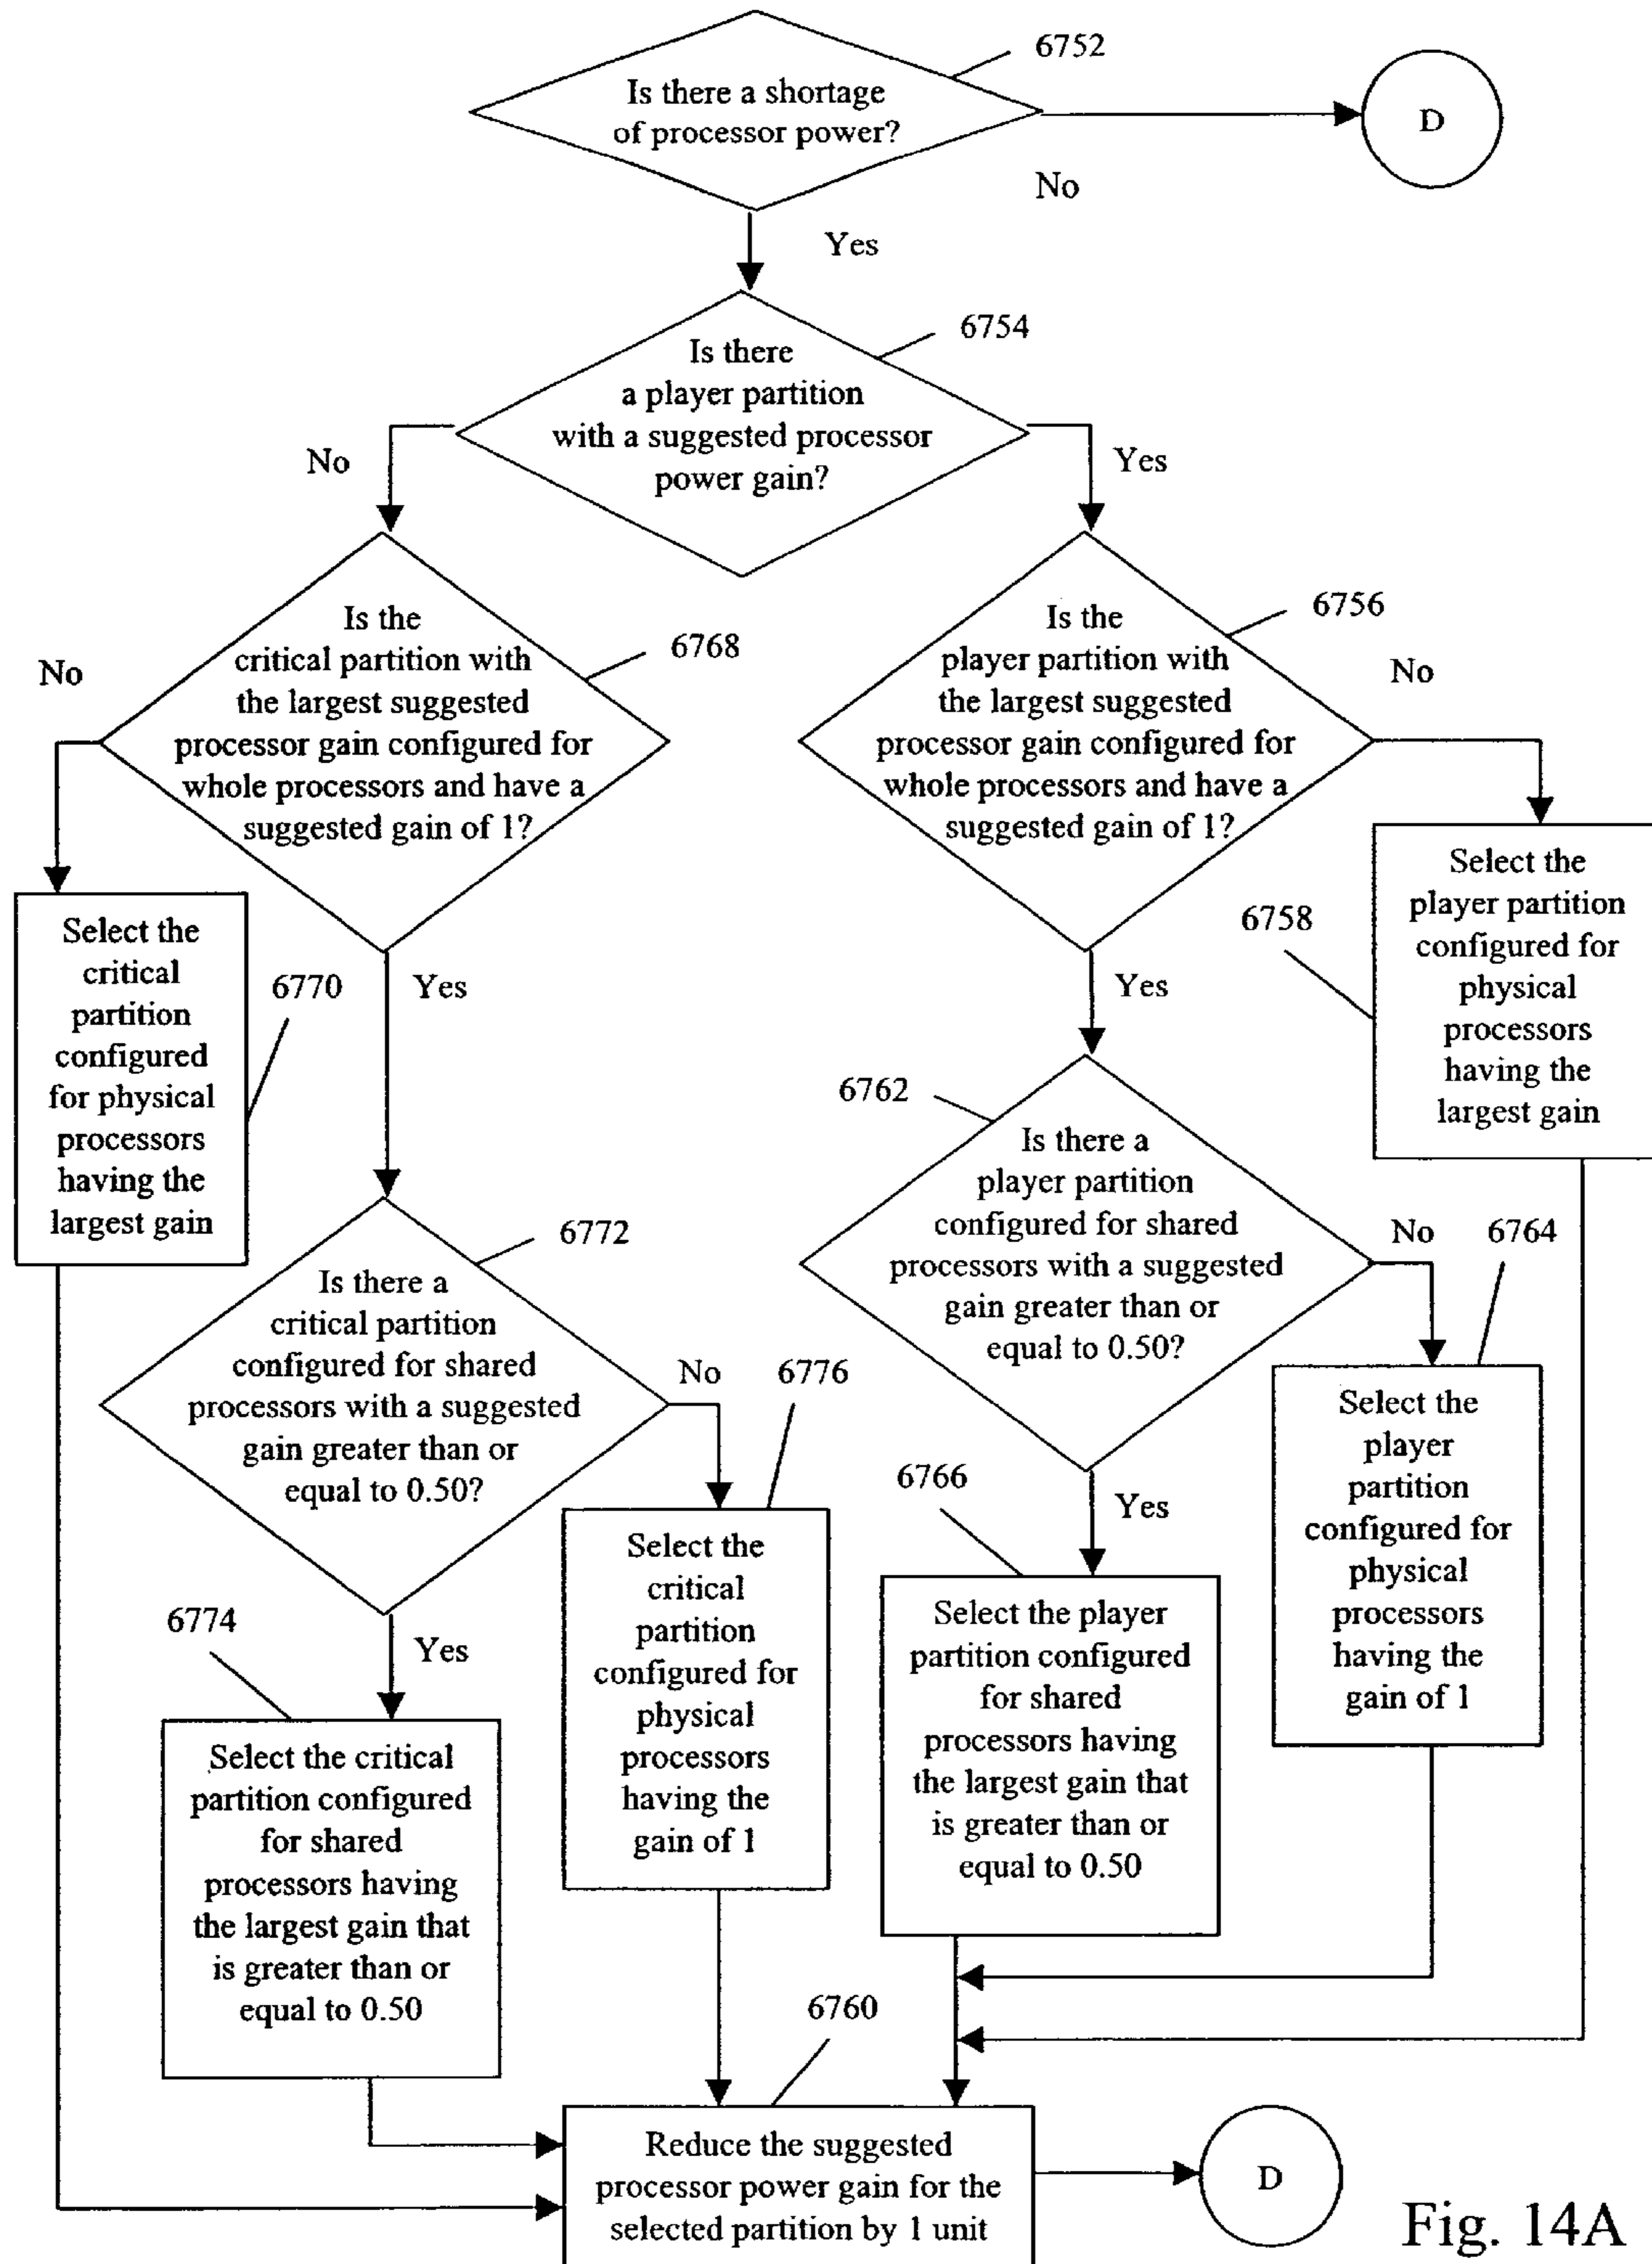 6752
Is there a shortage
of processor power?
D
No
Yes
6754
Is there
a player partition
with a suggested processor
power gain?
No
Yes
6768
Is the
critical partition with
the largest suggested
processor gain configured for
whole processors and have a
suggested gain of 1?
No
Yes
6756
Is the
player partition with
the largest suggested
processor gain configured for
whole processors and have a
suggested gain of 1?
No
Yes
6770
Select the
critical
partition
configured
for physical
processors
having the
largest gain
6758
Select the
player partition
configured for
physical
processors
having the
largest gain
6762
Is there a
player partition
configured for shared
processors with a suggested
gain greater than or
equal to 0.50?
No
Yes
6764
Select the
player
partition
configured for
physical
processors
having the
gain of 1
6772
Is there a
critical partition
configured for shared
processors with a suggested
gain greater than or
equal to 0.50?
No
Yes
6776
Select the
critical
partition
configured for
physical
processors
having the
gain of 1
6766
Select the player
partition configured
for shared
processors having
the largest gain that
is greater than or
equal to 0.50
6774
Select the critical
partition configured
for shared
processors having
the largest gain that
is greater than or
equal to 0.50
6760
Reduce the suggested
processor power gain for the
selected partition by 1 unit
D
Fig. 14A